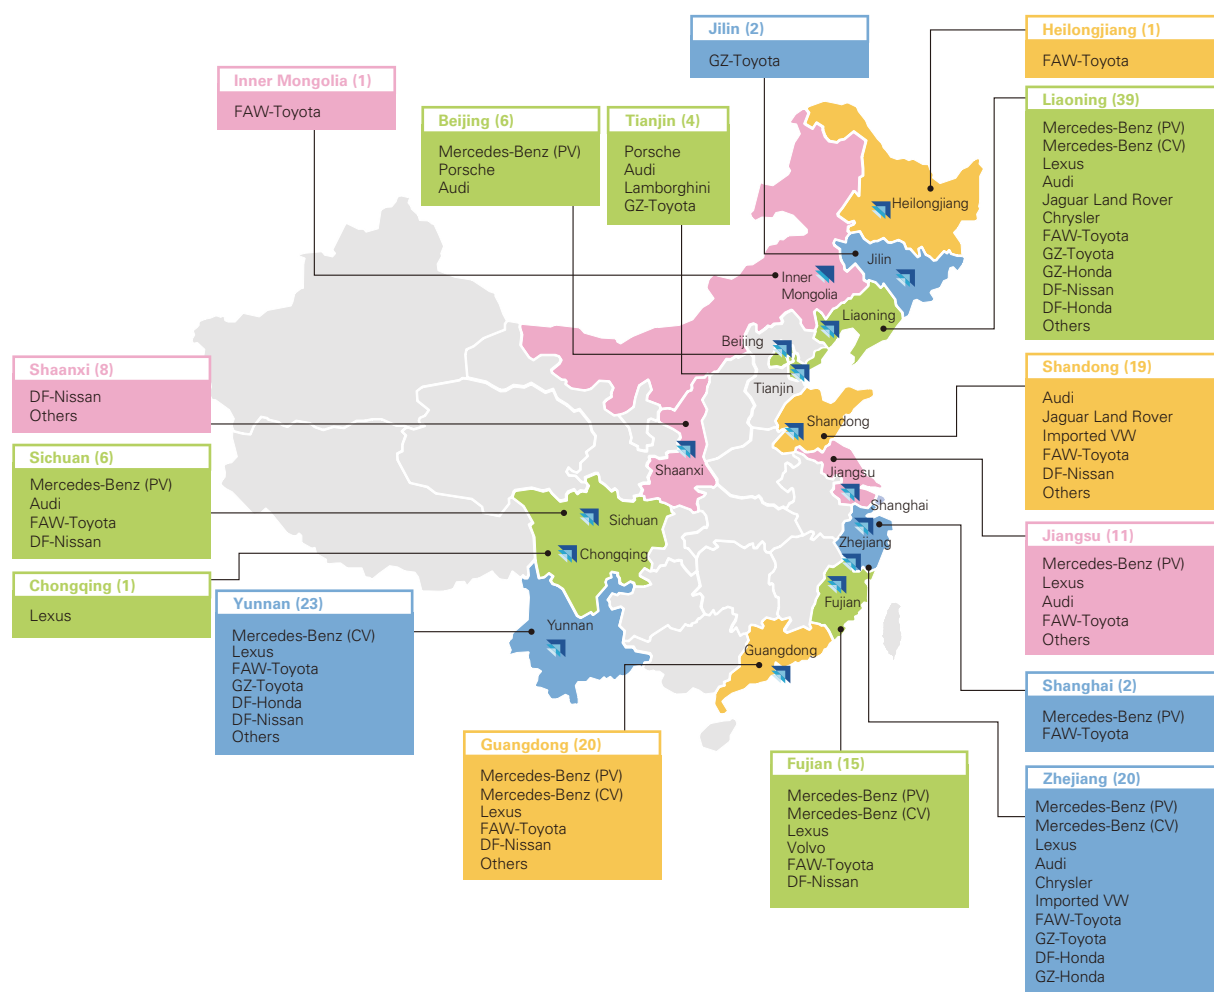 Jilin (2)
GZ-Toyota
Heilongjiang (1)
FAW-Toyota
Inner Mongolia (1)
FAW-Toyota
Beijing (6)
Mercedes-Benz (PV)
Porsche
Audi
Tianjin (4)
Porsche
Audi
Lamborghini
GZ-Toyota
Liaoning (39)
Mercedes-Benz (PV)
Mercedes-Benz (CV)
Lexus
Audi
Jaguar Land Rover
Chrysler
FAW-Toyota
GZ-Toyota
GZ-Honda
DF-Nissan
DF-Honda
Others
Heilongjiang
Jilin
Inner
Mongolia
Liaoning
Beijing
Tianjin
Shandong
Shaanxi
Jiangsu
Shanghai
Sichuan
Zhejiang
Chongqing
Fujian
Yunnan
Guangdong
Shaanxi (8)
DF-Nissan
Others
Sichuan (6)
Mercedes-Benz (PV)
Audi
FAW-Toyota
DF-Nissan
Chongqing (1)
Lexus
Yunnan (23)
Mercedes-Benz (CV)
Lexus
FAW-Toyota
GZ-Toyota
DF-Honda
DF-Nissan
Others
Guangdong (20)
Mercedes-Benz (PV)
Mercedes-Benz (CV)
Lexus
FAW-Toyota
DF-Nissan
Others
Fujian (15)
Mercedes-Benz (PV)
Mercedes-Benz (CV)
Lexus
Volvo
FAW-Toyota
DF-Nissan
Shandong (19)
Audi
Jaguar Land Rover
Imported VW
FAW-Toyota
DF-Nissan
Others
Jiangsu (11)
Mercedes-Benz (PV)
Lexus
Audi
FAW-Toyota
Others
Shanghai (2)
Mercedes-Benz (PV)
FAW-Toyota
Zhejiang (20)
Mercedes-Benz (PV)
Mercedes-Benz (CV)
Lexus
Audi
Chrysler
Imported VW
FAW-Toyota
GZ-Toyota
DF-Honda
GZ-Honda